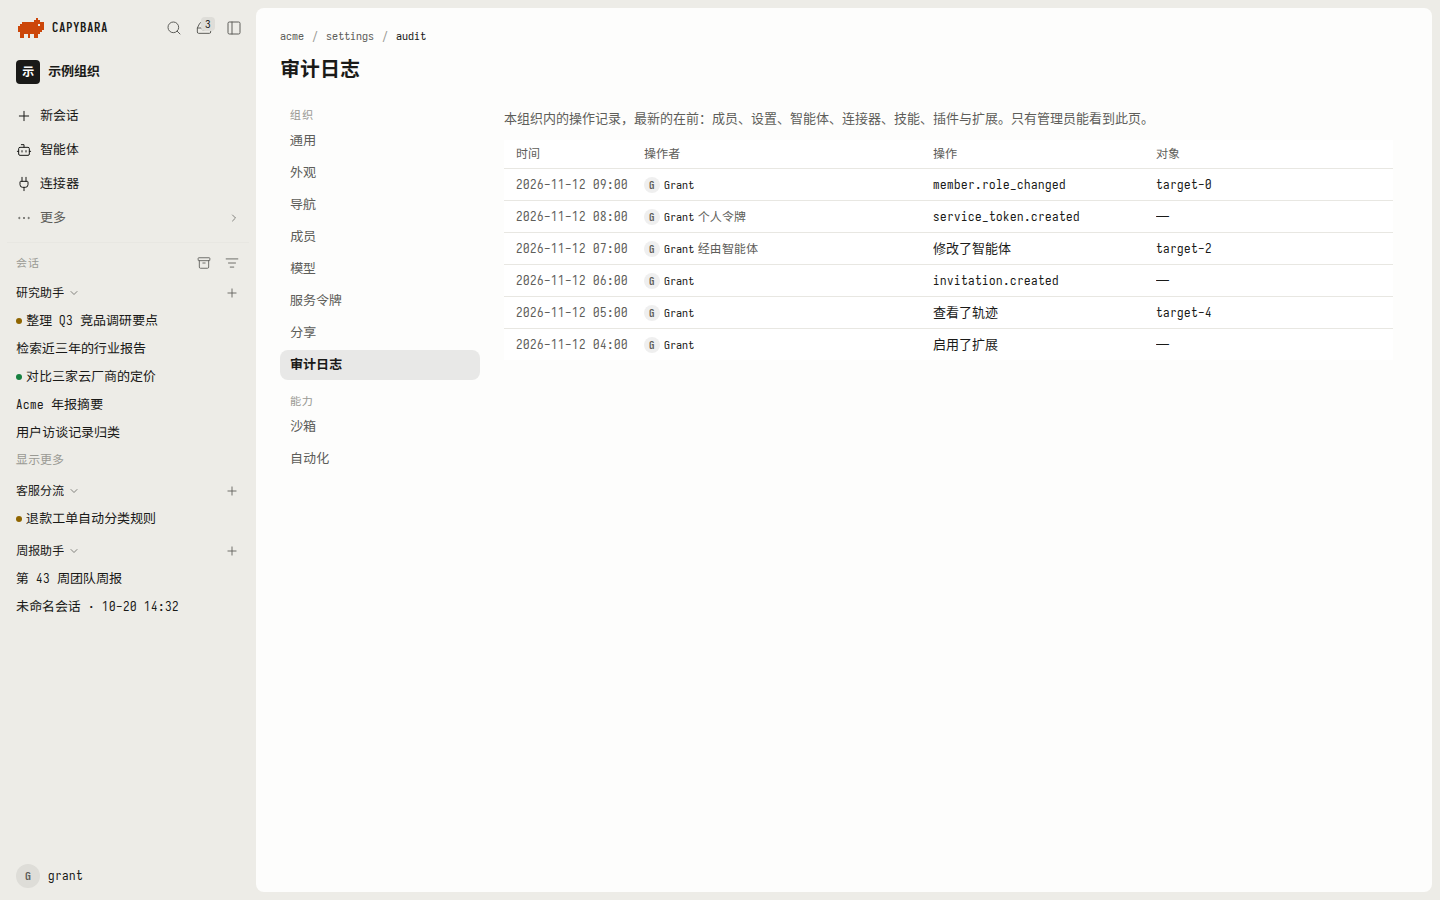 CAPYBARA
3
示 示例组织
新会话
智能体
连接器
更多
会话
研究助手
整理 Q3 竞品调研要点
检索近三年的行业报告
对比三家云厂商的定价
Acme 年报摘要
用户访谈记录归类
显示更多
客服分流
退款工单自动分类规则
周报助手
第 43 周团队周报
未命名会话 · 10-20 14:32
G grant
acme / settings / audit
审计日志
组织
通用
外观
导航
成员
模型
服务令牌
分享
审计日志
能力
沙箱
自动化
本组织内的操作记录，最新的在前：成员、设置、智能体、连接器、技能、插件与扩展。只有管理员能看到此页。
时间 操作者 操作 对象
2026-11-12 09:00 G Grant member.role_changed target-0
2026-11-12 08:00 G Grant 个人令牌 service_token.created —
2026-11-12 07:00 G Grant 经由智能体 修改了智能体 target-2
2026-11-12 06:00 G Grant invitation.created —
2026-11-12 05:00 G Grant 查看了轨迹 target-4
2026-11-12 04:00 G Grant 启用了扩展 —